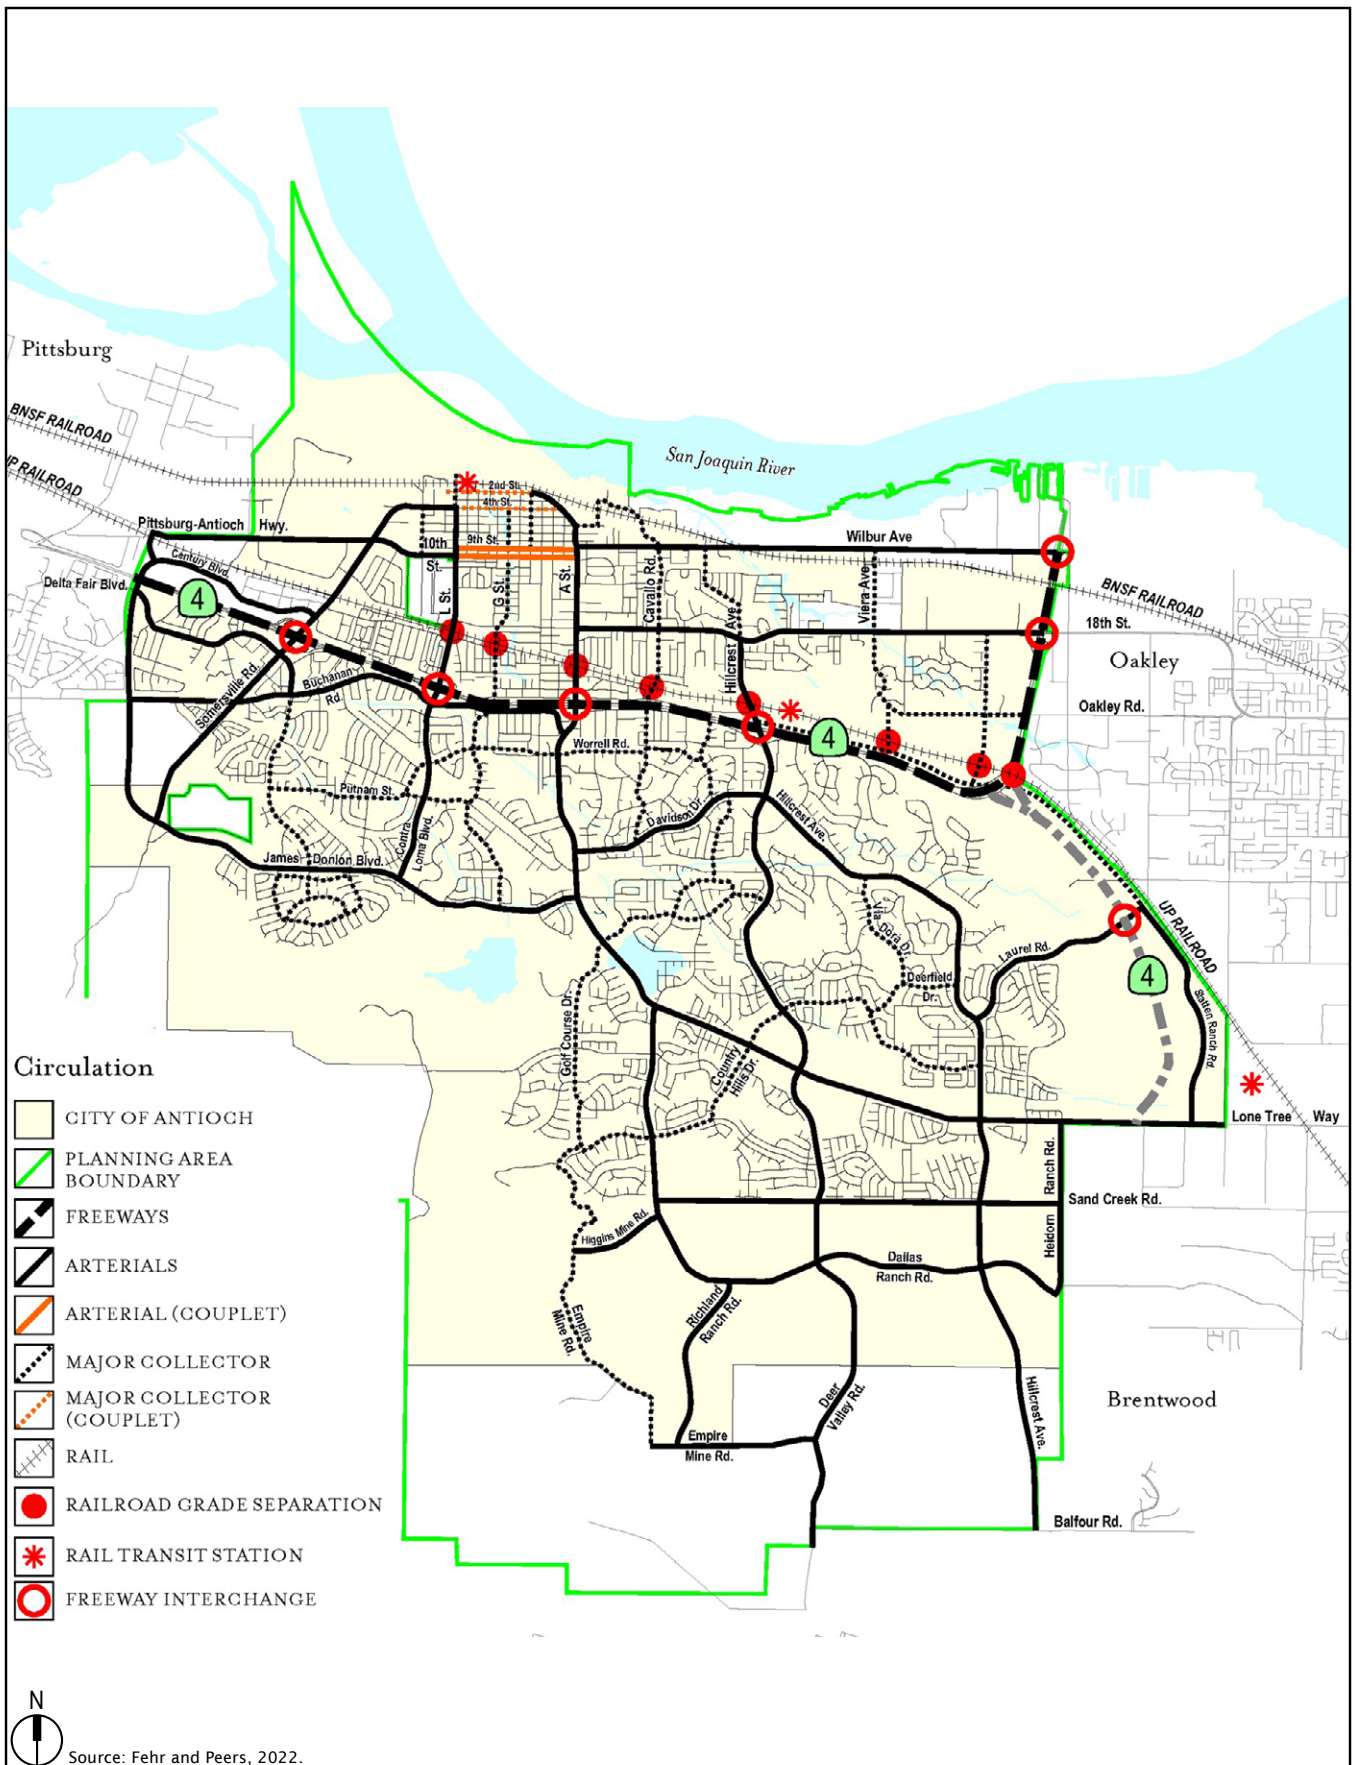 Pittsburg
BNSF RAILROAD
UP RAILROAD
San Joaquin River
2nd St.
4th St.
Pittsburg-Antioch Hwy.
9th St.
10th
St.
Wilbur Ave
Century Blvd.
Delta Fair Blvd.
4
L St.
G St.
A St.
Cavallo Rd.
Hillcrest Ave
Viera Ave
BNSF RAILROAD
18th St.
Oakley
Oakley Rd.
Somersville Rd.
Buchanan
Rd
Worrell Rd.
4
Putnam St.
Contra
Loma Blvd.
Davidson Dr.
Hillcrest Ave.
James Donlon Blvd.
Via Dora Dr.
Deerfield
Dr.
Laurel Rd.
UP RAILROAD
4
Slatten Ranch Rd.
Golf Course Dr.
Country
Hills Dr.
Lone Tree Way
Ranch Rd.
Heidorn
Sand Creek Rd.
Higgins Mine Rd.
Dallas
Ranch Rd.
Empire
Mine Rd.
Richland
Ranch Rd.
Deer
Valley Rd.
Hillcrest Ave.
Brentwood
Empire
Mine Rd.
Balfour Rd.
Circulation
CITY OF ANTIOCH
PLANNING AREA
BOUNDARY
FREEWAYS
ARTERIALS
ARTERIAL (COUPLET)
MAJOR COLLECTOR
MAJOR COLLECTOR
(COUPLET)
RAIL
RAILROAD GRADE SEPARATION
RAIL TRANSIT STATION
FREEWAY INTERCHANGE
N
Source: Fehr and Peers, 2022.